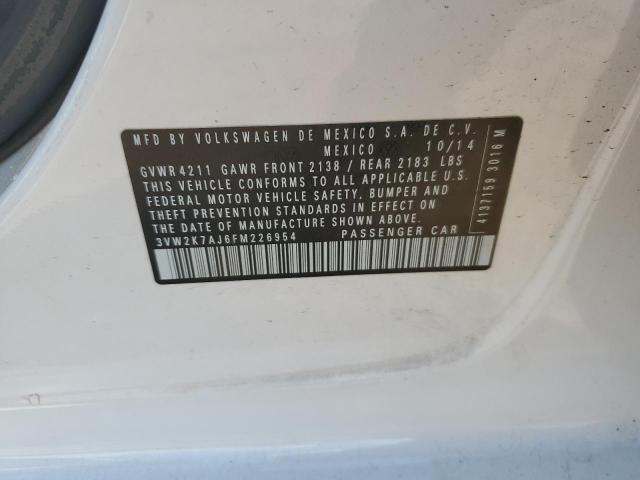 MFD BY VOLKSWAGEN DE MEXICO S.A. DE C.V.
MEXICO 10/14
GVWR 4211 GAWR FRONT 2138 / REAR 2183 LBS
THIS VEHICLE CONFORMS TO ALL APPLICABLE U.S.
FEDERAL MOTOR VEHICLE SAFETY, BUMPER AND
THEFT PREVENTION STANDARDS IN EFFECT ON
THE DATE OF MANUFACTURE SHOWN ABOVE.
3VW2K7AJ6FM226954 PASSENGER CAR
4137159 3016 M